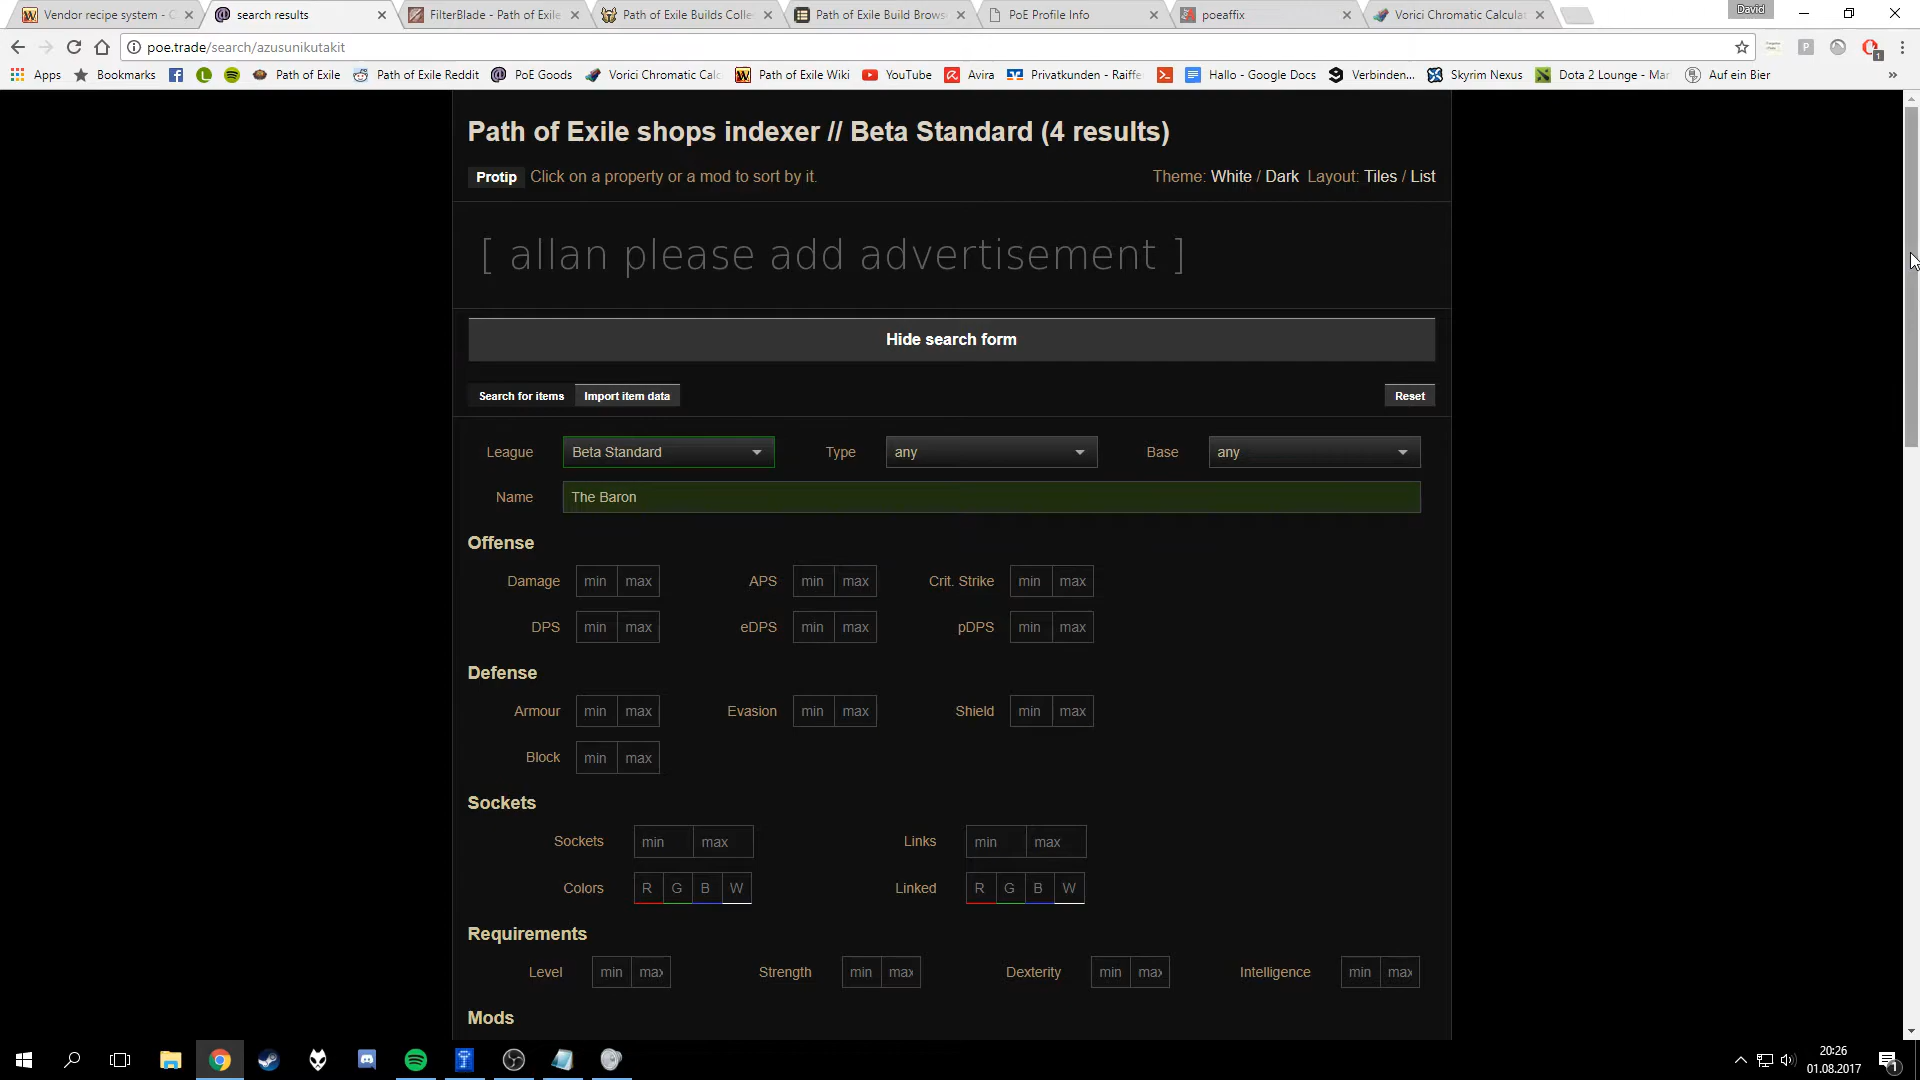 Vendor recipe system - C
search results
FilterBlade - Path of Exile
Path of Exile Builds Colle
Path of Exile Build Brows
PoE Profile Info
poeaffix
Vorici Chromatic Calcula
David
poe.trade/search/azusunikutakit
Apps
Bookmarks
Path of Exile
Path of Exile Reddit
PoE Goods
Vorici Chromatic Calc
Path of Exile Wiki
YouTube
Avira
Privatkunden - Raiffe
Hallo - Google Docs
Verbinden...
Skyrim Nexus
Dota 2 Lounge - Mar
Auf ein Bier
Path of Exile shops indexer // Beta Standard (4 results)
Protip Click on a property or a mod to sort by it.
Theme: White / Dark Layout: Tiles / List
[ allan please add advertisement ]
Hide search form
Search for items Import item data Reset
League Beta Standard Type any Base any
Name The Baron
Offense
Damage min max APS min max Crit. Strike min max
DPS min max eDPS min max pDPS min max
Defense
Armour min max Evasion min max Shield min max
Block min max
Sockets
Sockets min max Links min max
Colors R G B W Linked R G B W
Requirements
Level min max Strength min max Dexterity min max Intelligence min max
Mods
20:26
01.08.2017
1